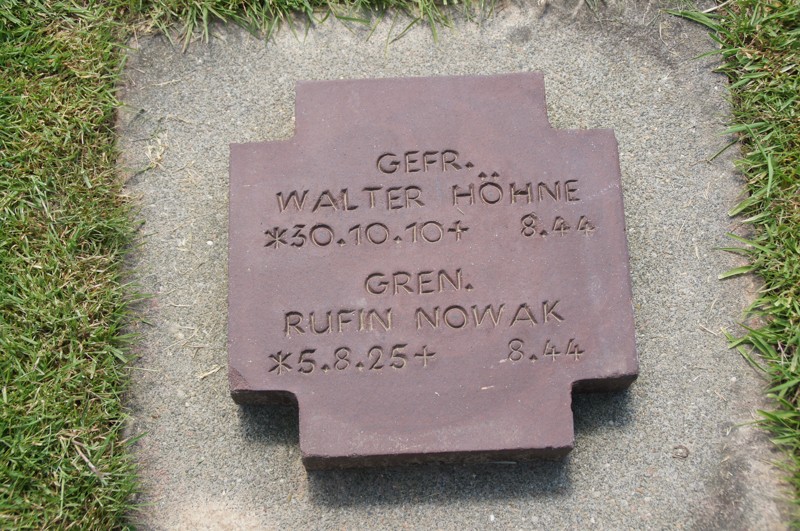 GEFR.
WALTER HÖHNE
*30.10.10+ 8.44
GREN.
RUFIN NOWAK
*5.8.25+ 8.44